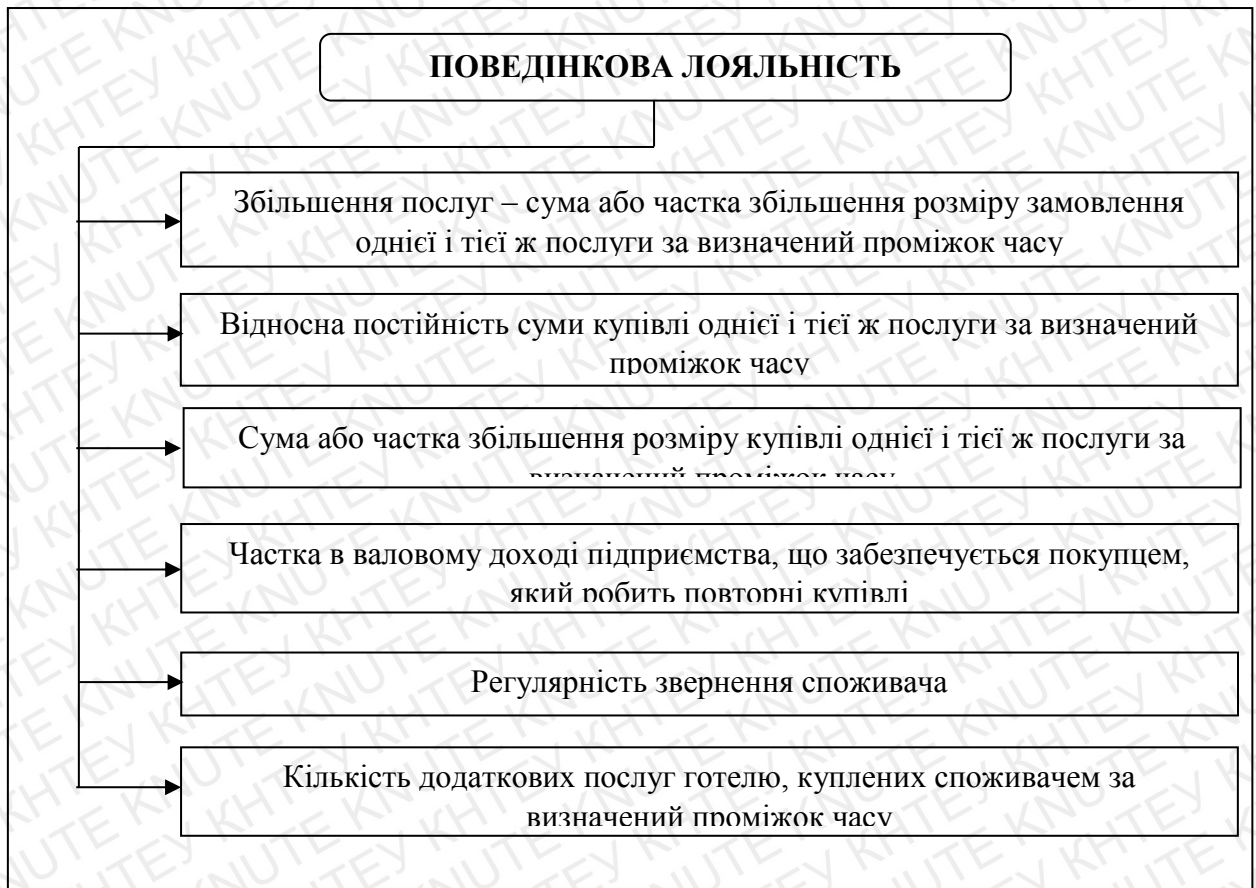 ПОВЕДІНКОВА ЛОЯЛЬНІСТЬ
Збільшення послуг – сума або частка збільшення розміру замовлення
однієї і тієї ж послуги за визначений проміжок часу
Відносна постійність суми купівлі однієї і тієї ж послуги за визначений
проміжок часу
Сума або частка збільшення розміру купівлі однієї і тієї ж послуги за
визначений проміжок часу
Частка в валовому доході підприємства, що забезпечується покупцем,
який робить повторні купівлі
Регулярність звернення споживача
Кількість додаткових послуг готелю, куплених споживачем за
визначений проміжок часу